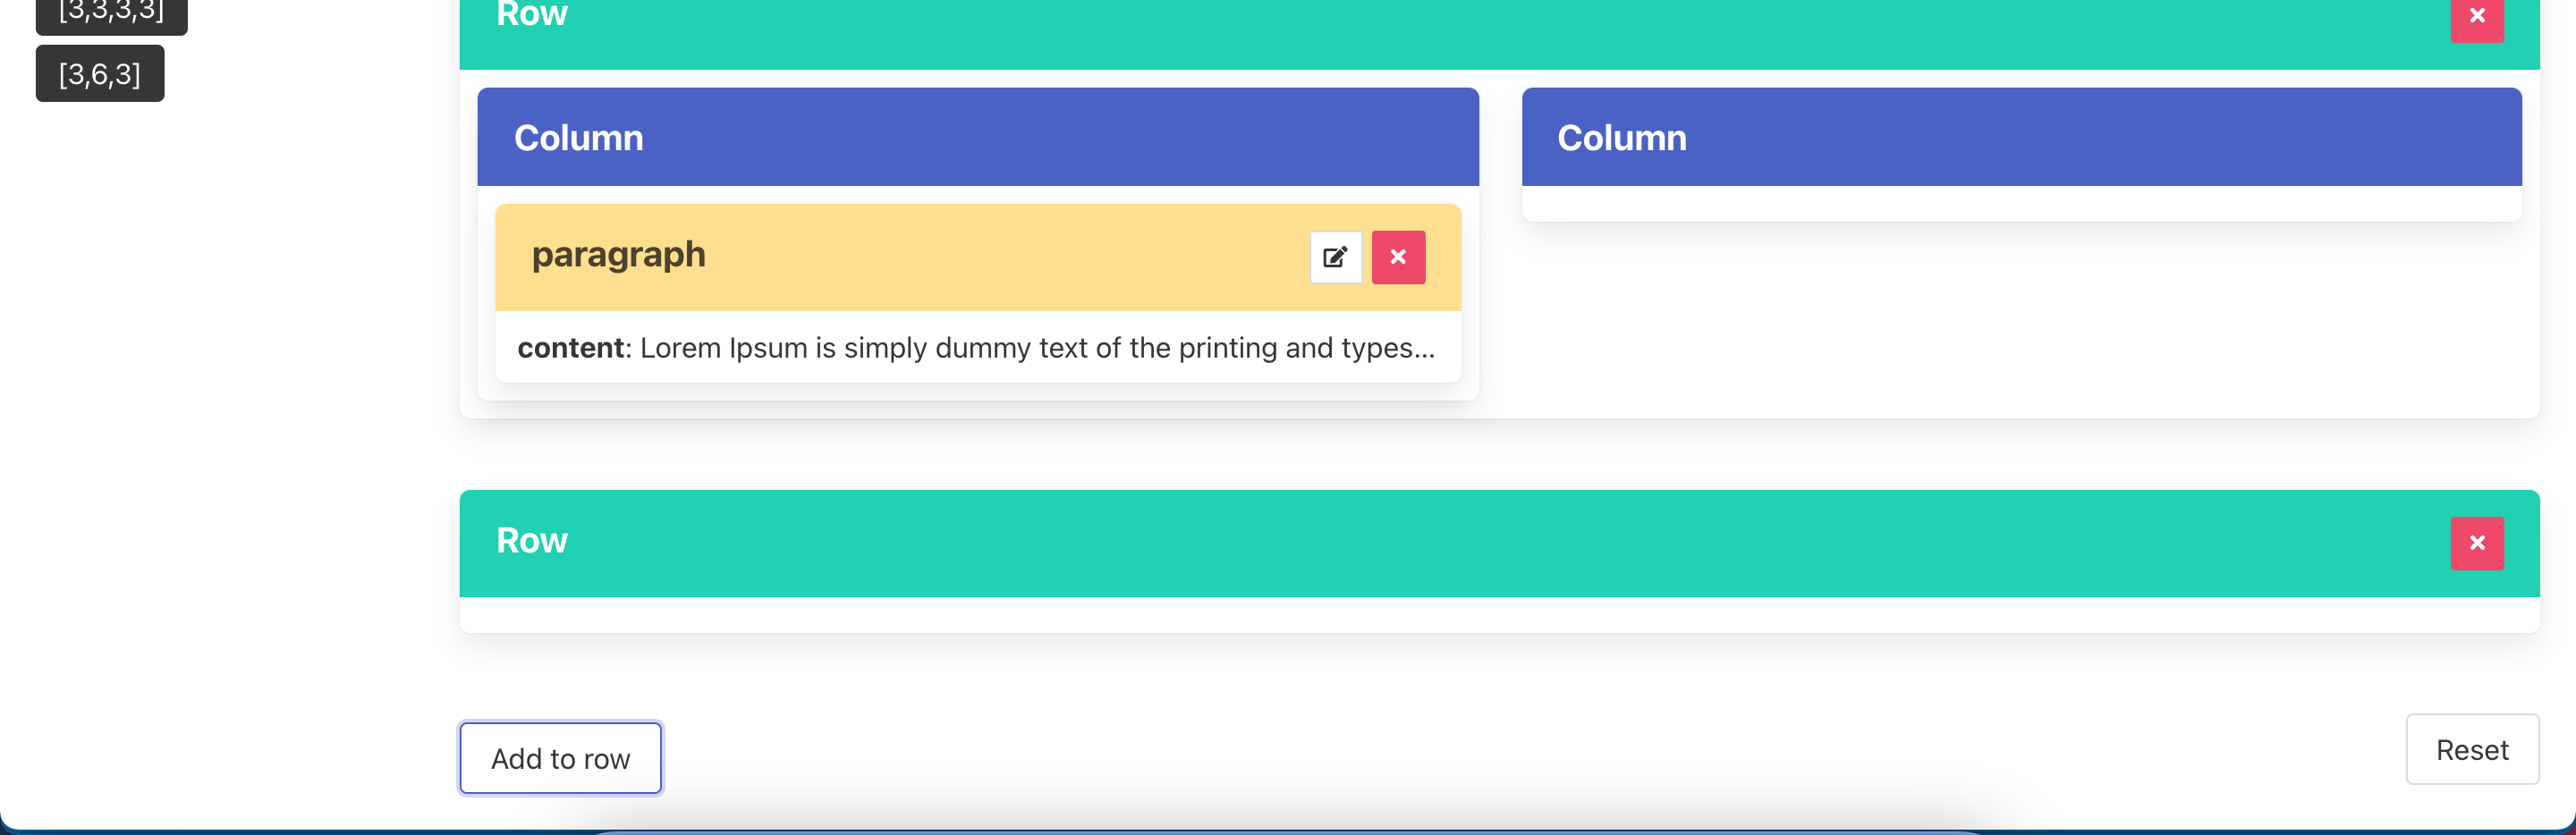 [3,3,3,3]
[3,6,3]
Row
Column
Column
paragraph
content: Lorem Ipsum is simply dummy text of the printing and types...
Row
Add to row
Reset